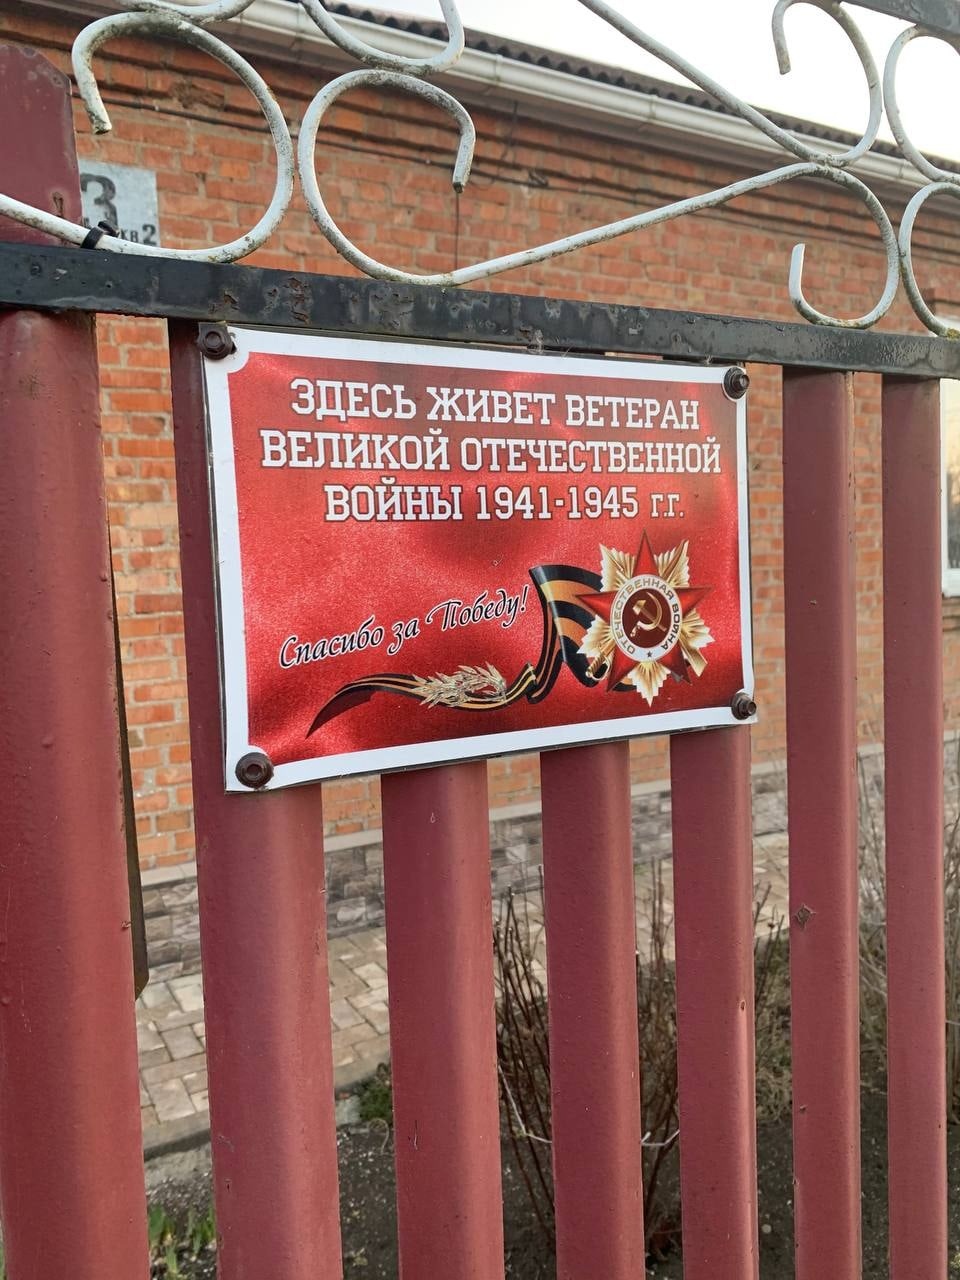 3
КВ 2
ЗДЕСЬ ЖИВЕТ ВЕТЕРАН
ВЕЛИКОЙ ОТЕЧЕСТВЕННОЙ
ВОЙНЫ 1941-1945 г.г.
Спасибо за Победу!
ОТЕЧЕСТВЕННАЯ ВОЙНА